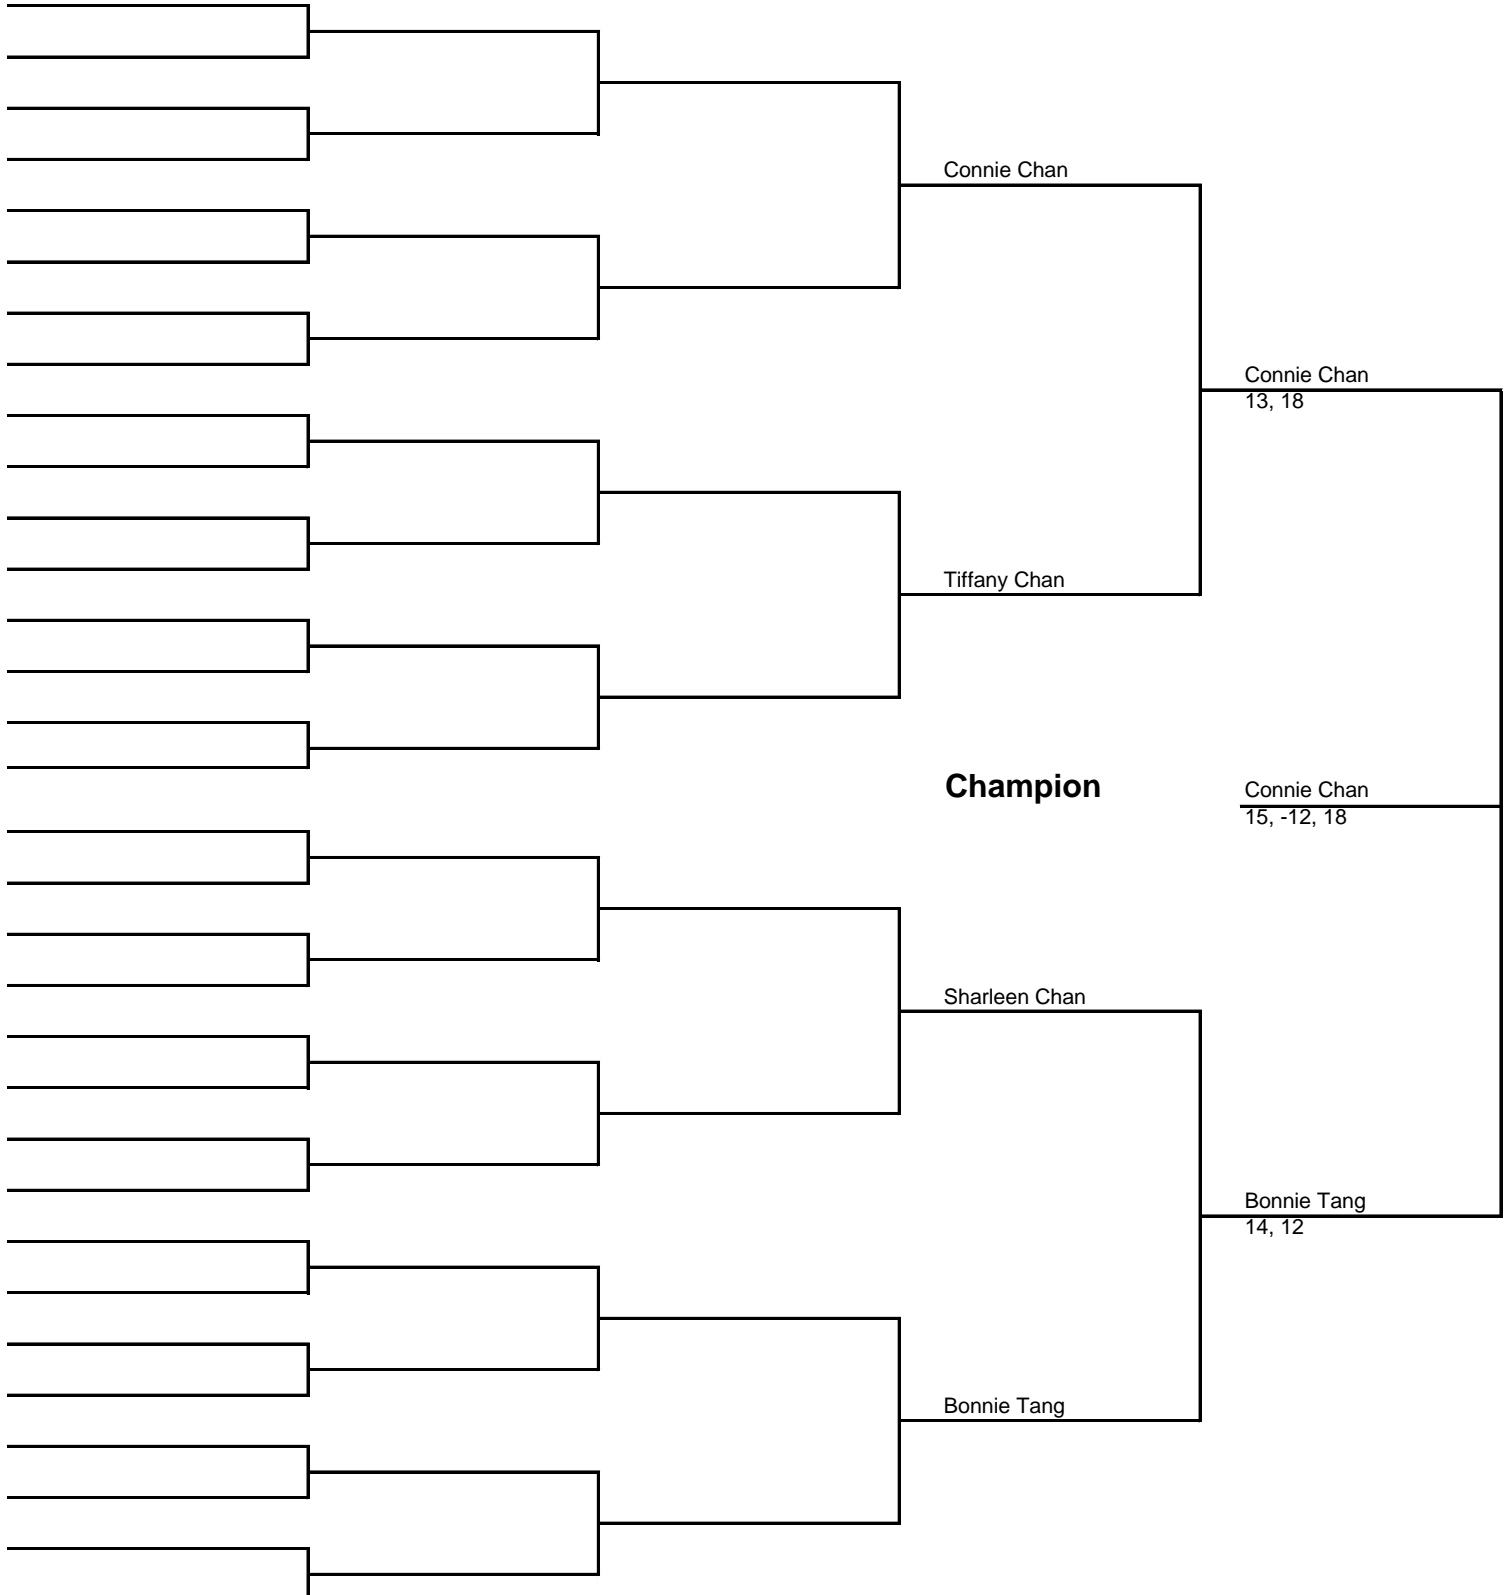 Connie Chan
Connie Chan
13, 18
Tiffany Chan
Champion
Connie Chan
15, -12, 18
Sharleen Chan
Bonnie Tang
14, 12
Bonnie Tang